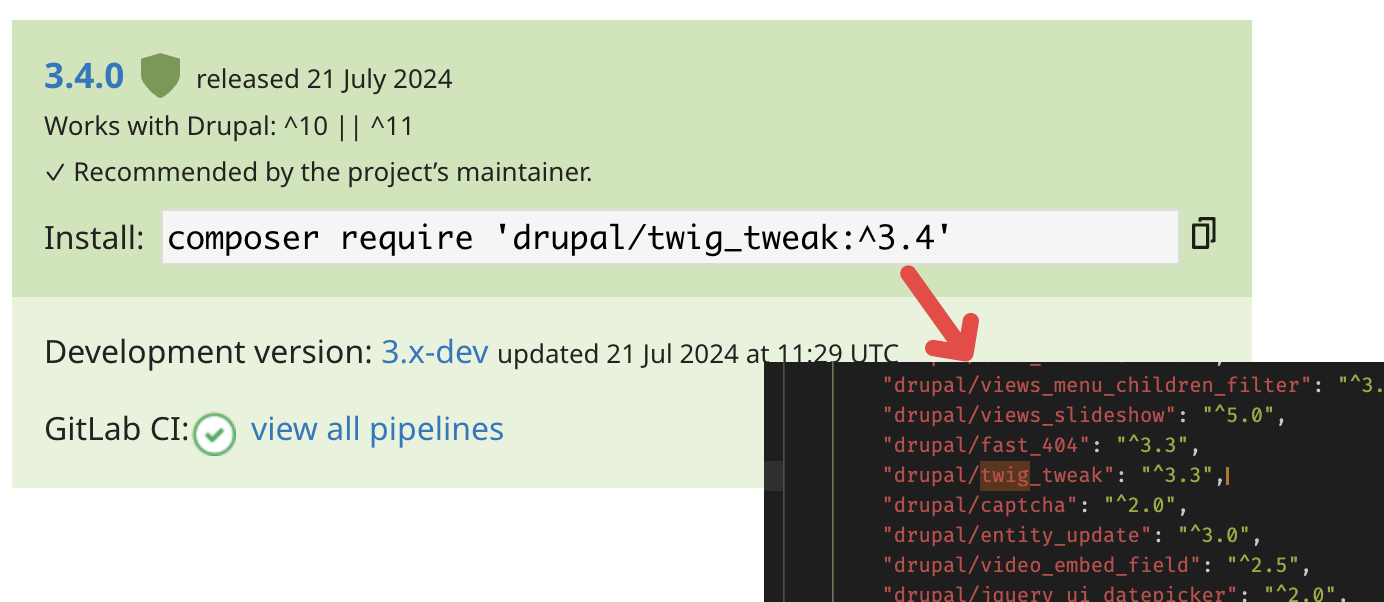 3.4.0 released 21 July 2024
Works with Drupal: ^10 || ^11
✓ Recommended by the project’s maintainer.
Install: composer require 'drupal/twig_tweak:^3.4'
Development version: 3.x-dev updated 21 Jul 2024 at 11:29 UTC
GitLab CI: view all pipelines
"drupal/views_menu_children_filter": "^3.
"drupal/views_slideshow": "^5.0",
"drupal/fast_404": "^3.3",
"drupal/twig_tweak": "^3.3",
"drupal/captcha": "^2.0",
"drupal/entity_update": "^3.0",
"drupal/video_embed_field": "^2.5",
"drupal/jquery_ui_datepicker": "^2.0",